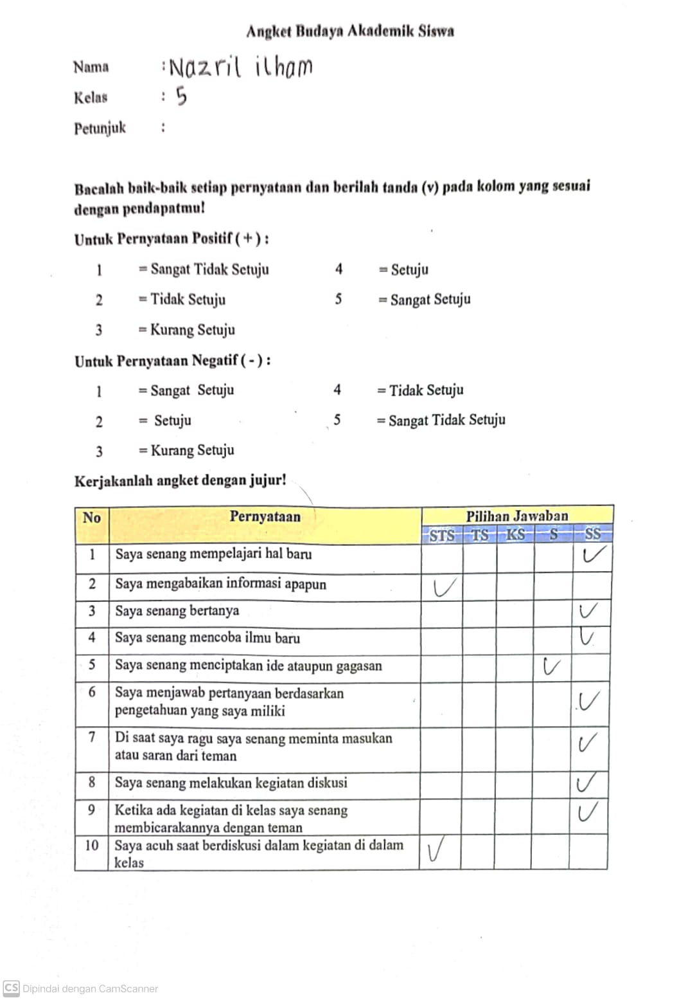 Angket Budaya Akademik Siswa
Nama : Nazril ilham
Kelas : 5
Petunjuk :
Bacalah baik-baik setiap pernyataan dan berilah tanda (v) pada kolom yang sesuai
dengan pendapatmu!
Untuk Pernyataan Positif ( + ) :
1 = Sangat Tidak Setuju 4 = Setuju
2 = Tidak Setuju 5 = Sangat Setuju
3 = Kurang Setuju
Untuk Pernyataan Negatif ( - ) :
1 = Sangat Setuju 4 = Tidak Setuju
2 = Setuju 5 = Sangat Tidak Setuju
3 = Kurang Setuju
Kerjakanlah angket dengan jujur!
No Pernyataan Pilihan Jawaban
STS TS KS S SS
1 Saya senang mempelajari hal baru ✓
2 Saya mengabaikan informasi apapun ✓
3 Saya senang bertanya ✓
4 Saya senang mencoba ilmu baru ✓
5 Saya senang menciptakan ide ataupun gagasan ✓
6 Saya menjawab pertanyaan berdasarkan
pengetahuan yang saya miliki ✓
7 Di saat saya ragu saya senang meminta masukan
atau saran dari teman ✓
8 Saya senang melakukan kegiatan diskusi ✓
9 Ketika ada kegiatan di kelas saya senang
membicarakannya dengan teman ✓
10 Saya acuh saat berdiskusi dalam kegiatan di dalam
kelas ✓
CS Dipindai dengan CamScanner